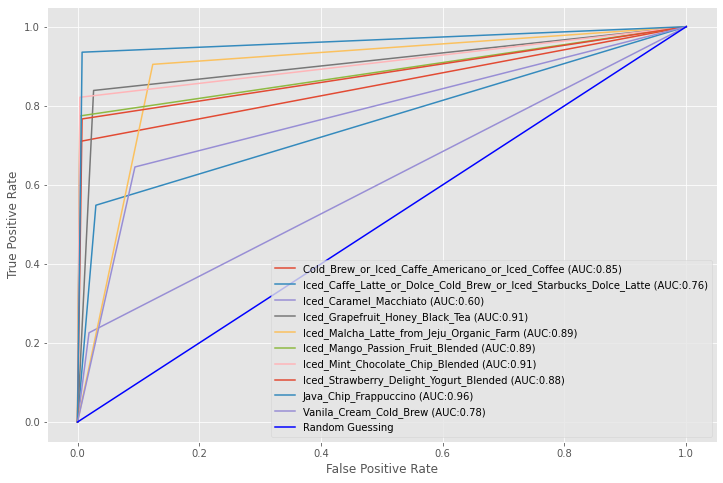 1.0
0.8
0.6
0.4
0.2
0.0
True Positive Rate
Cold_Brew_or_Iced_Caffe_Americano_or_Iced_Coffee (AUC:0.85)
Iced_Caffe_Latte_or_Dolce_Cold_Brew_or_Iced_Starbucks_Dolce_Latte (AUC:0.76)
Iced_Caramel_Macchiato (AUC:0.60)
Iced_Grapefruit_Honey_Black_Tea (AUC:0.91)
Iced_Malcha_Latte_from_Jeju_Organic_Farm (AUC:0.89)
Iced_Mango_Passion_Fruit_Blended (AUC:0.89)
Iced_Mint_Chocolate_Chip_Blended (AUC:0.91)
Iced_Strawberry_Delight_Yogurt_Blended (AUC:0.88)
Java_Chip_Frappuccino (AUC:0.96)
Vanila_Cream_Cold_Brew (AUC:0.78)
Random Guessing
0.0 0.2 0.4 0.6 0.8 1.0
False Positive Rate